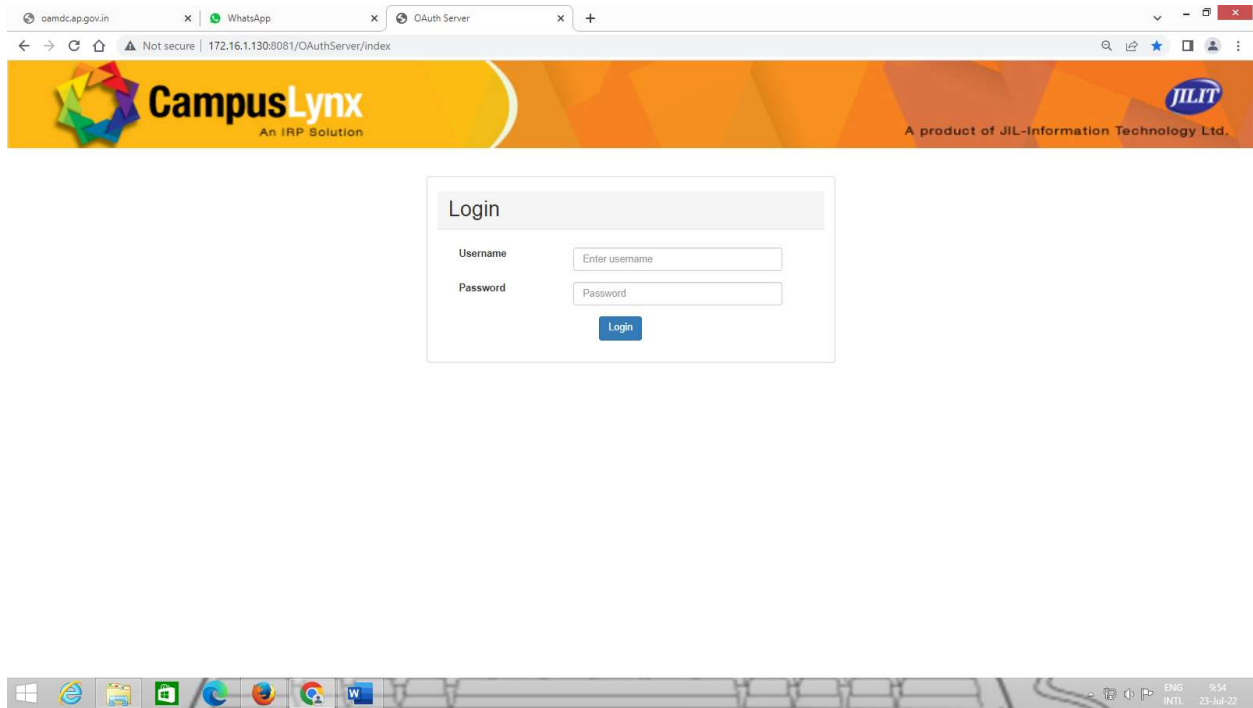 oamdc.ap.gov.in
WhatsApp
OAuth Server
Not secure | 172.16.1.130:8081/OAuthServer/index
CampusLynx
An IRP Solution
JILIT
A product of JIL-Information Technology Ltd.
Login
Username
Enter username
Password
Password
Login
ENG 9:54
INTL 23-Jul-22